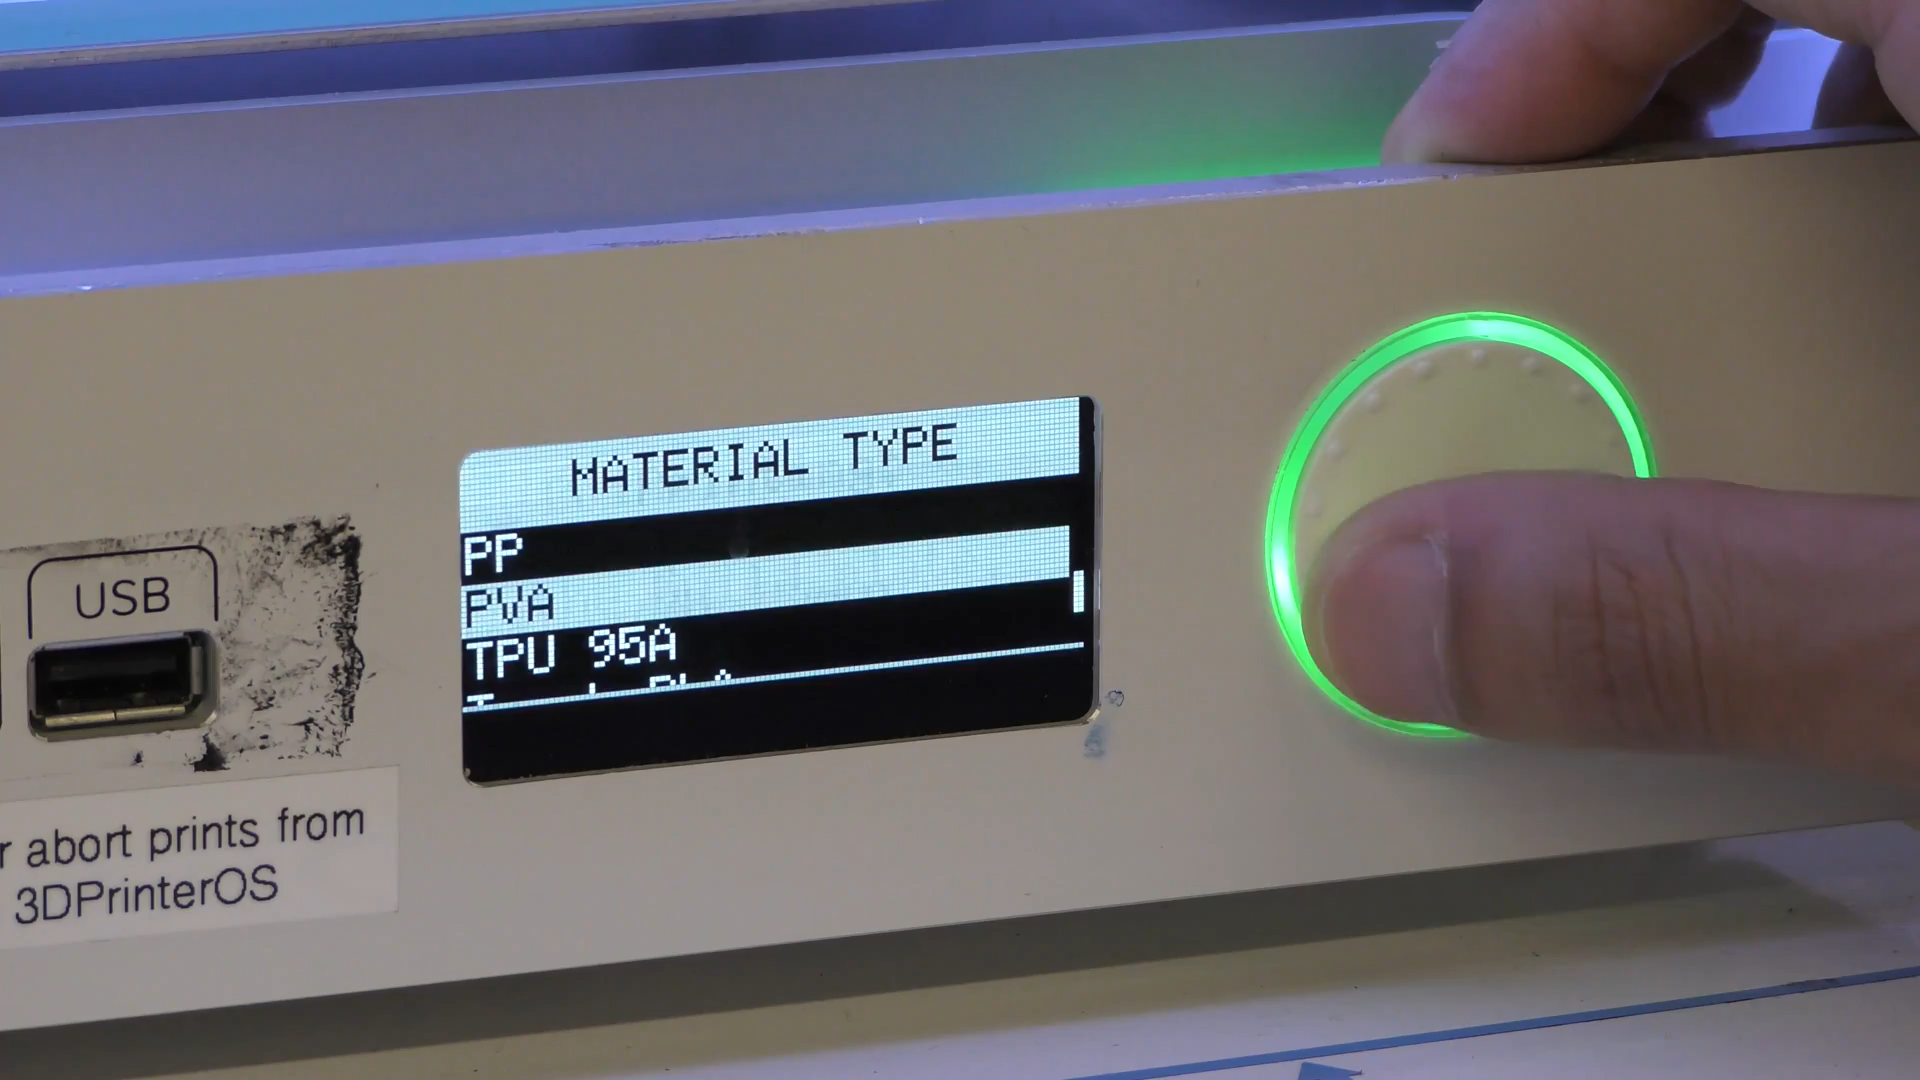 MATERIAL TYPE
PP
PVA
TPU 95A
USB
abort prints from
3DPrinterOS